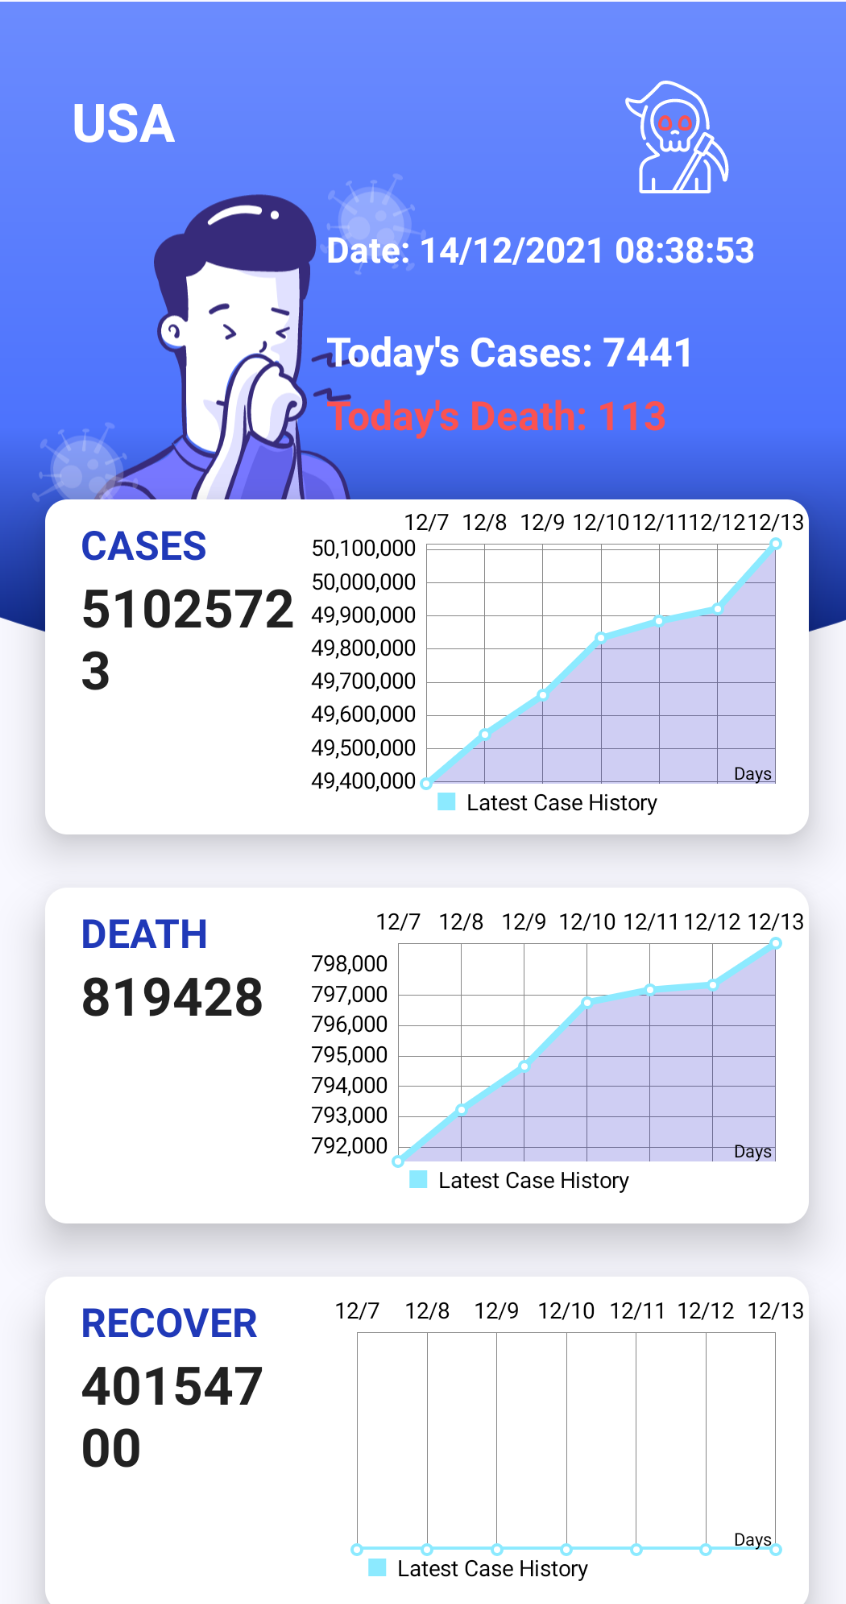 USA
Date: 14/12/2021 08:38:53
Today's Cases: 7441
Today's Death: 113
CASES
5102572
3
12/7 12/8 12/9 12/10 12/11 12/12 12/13
50,100,000
50,000,000
49,900,000
49,800,000
49,700,000
49,600,000
49,500,000
49,400,000
Days
Latest Case History
DEATH
819428
12/7 12/8 12/9 12/10 12/11 12/12 12/13
798,000
797,000
796,000
795,000
794,000
793,000
792,000
Days
Latest Case History
RECOVER
401547
00
12/7 12/8 12/9 12/10 12/11 12/12 12/13
Days
Latest Case History